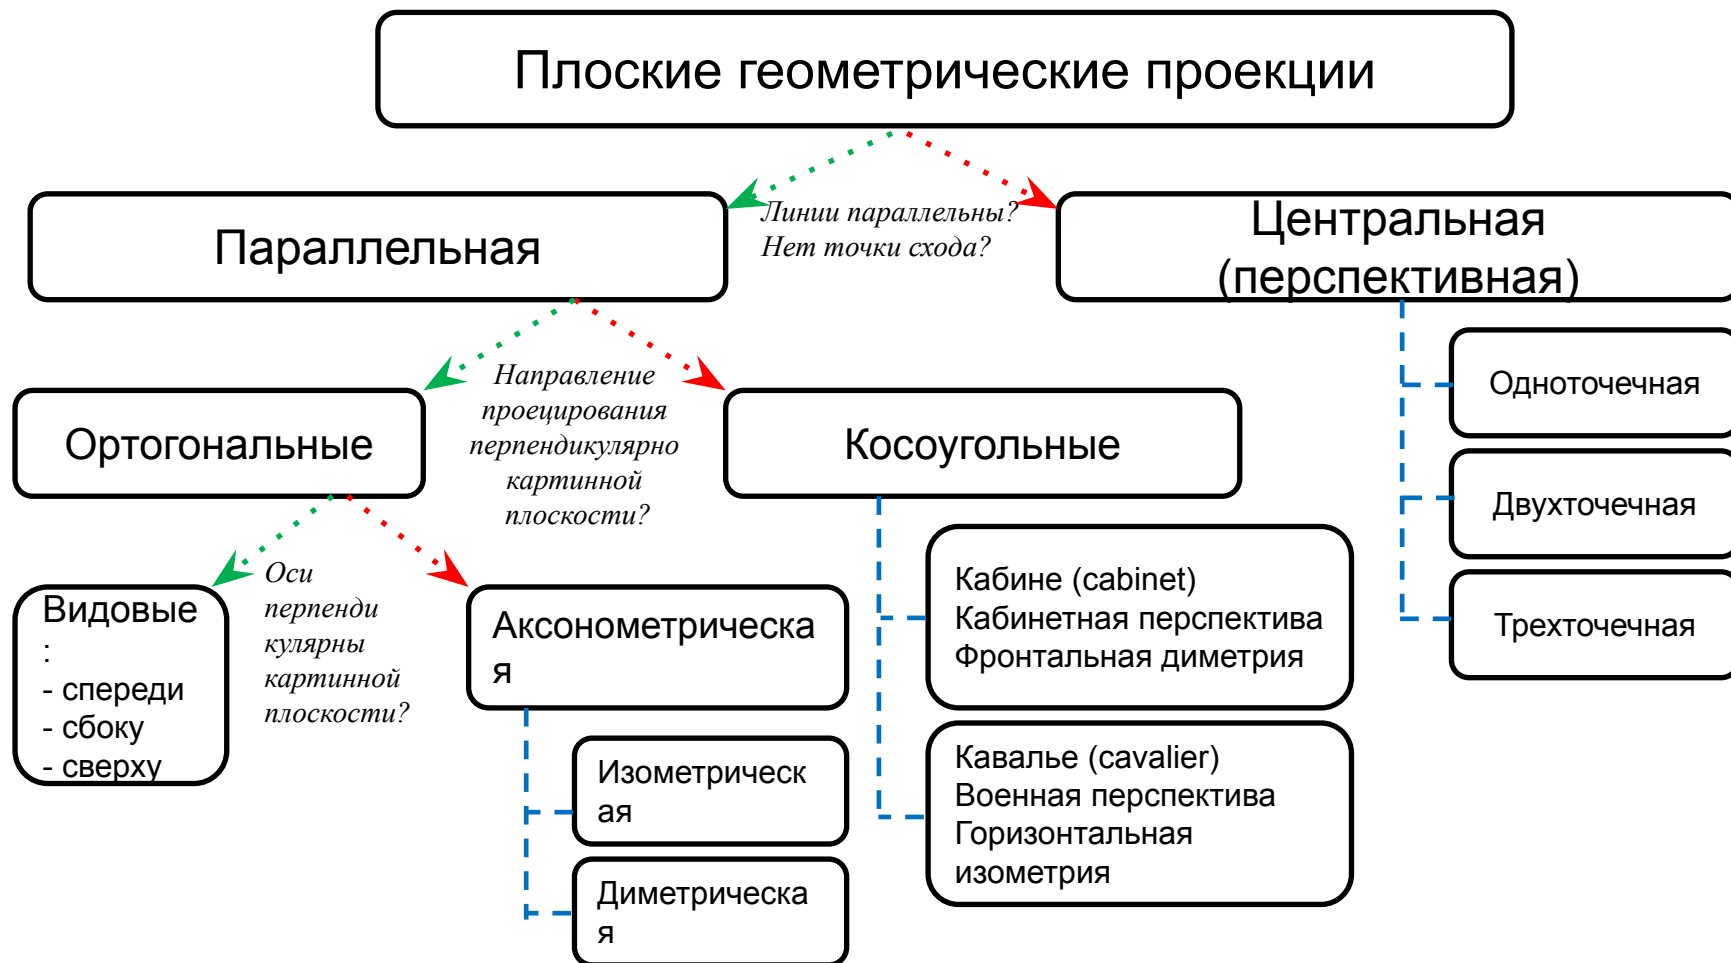 Плоские геометрические проекции
Параллельная
Линии параллельны?
Нет точки схода?
Центральная
(перспективная)
Ортогональные
Направление
проецирования
перпендикулярно
картинной
плоскости?
Косоугольные
Одноточечная
Двухточечная
Трехточечная
Видовые
:
- спереди
- сбоку
- сверху
Оси
перпенди
кулярны
картинной
плоскости?
Аксонометрическа
я
Изометрическ
ая
Диметрическа
я
Кабине (cabinet)
Кабинетная перспектива
Фронтальная диметрия
Кавалье (cavalier)
Военная перспектива
Горизонтальная
изометрия